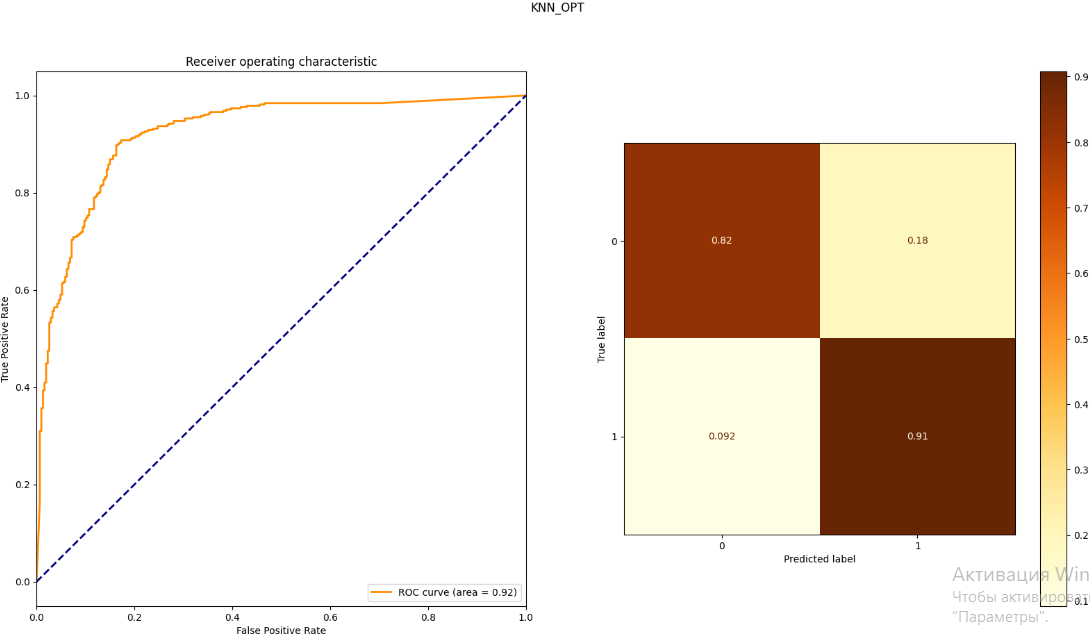 KNN_OPT
Receiver operating characteristic
True Positive Rate
1.0
0.8
0.6
0.4
0.2
0.0
0.0 0.2 0.4 0.6 0.8 1.0
False Positive Rate
ROC curve (area = 0.92)
True label
0
1
0.82 0.18
0.092 0.91
0 1
Predicted label
0.9
0.8
0.7
0.6
0.5
0.4
0.3
0.2
0.1
Активация Win
Чтобы активировать
"Параметры".